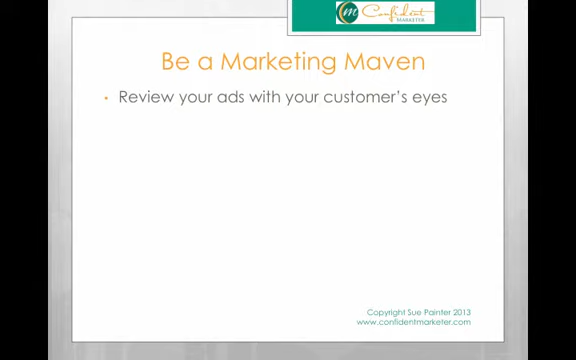 m Confident
MARKETER
Be a Marketing Maven
• Review your ads with your customer's eyes
Copyright Sue Painter 2013
www.confidentmarketer.com